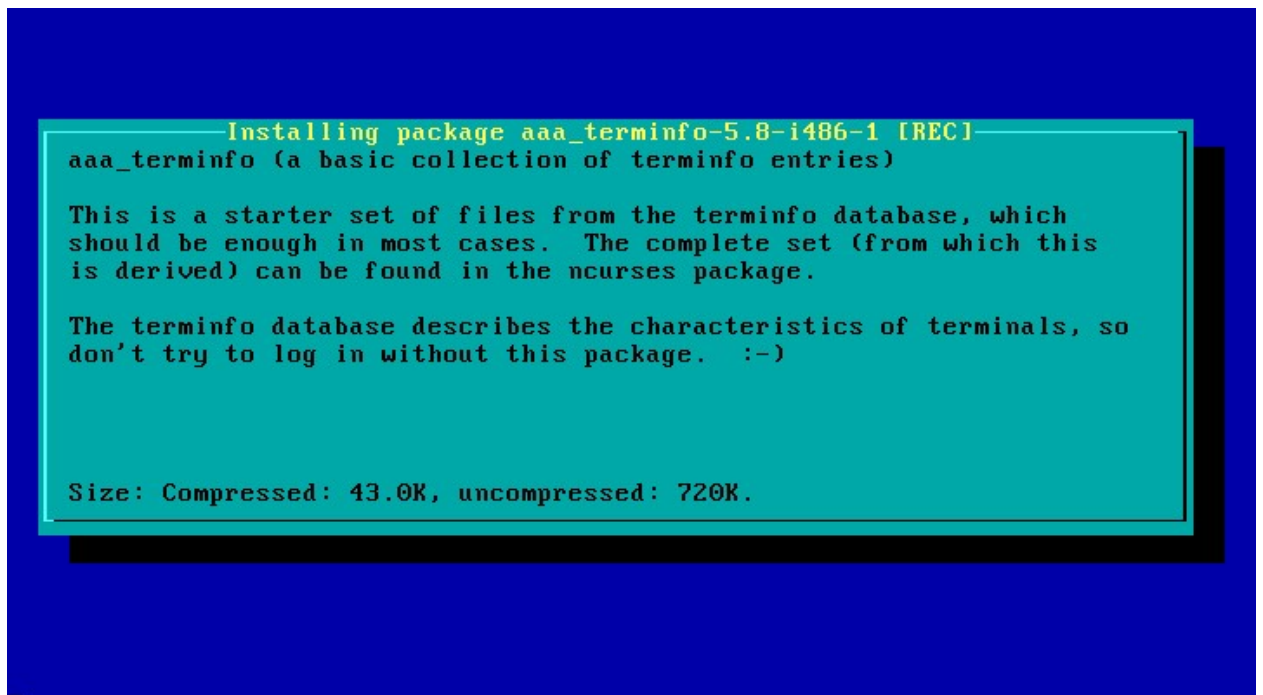 Installing package aaa_terminfo-5.8-i486-1 [REC]
aaa_terminfo (a basic collection of terminfo entries)
This is a starter set of files from the terminfo database, which
should be enough in most cases.  The complete set (from which this
is derived) can be found in the ncurses package.
The terminfo database describes the characteristics of terminals, so
don't try to log in without this package.  :-)
Size: Compressed: 43.0K, uncompressed: 720K.